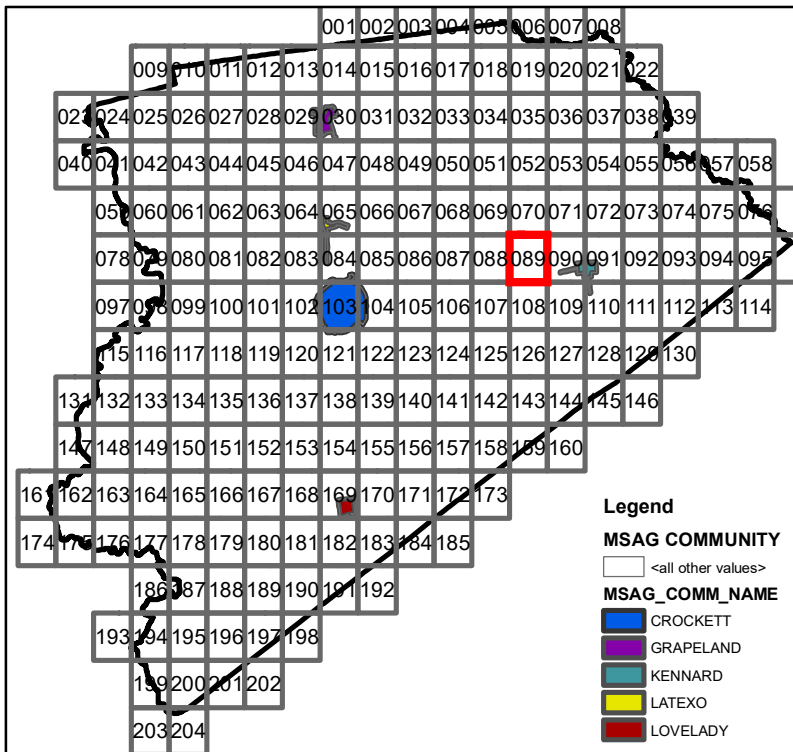 001 002 003 004 005 006 007 008
009 010 011 012 013 014 015 016 017 018 019 020 021 022
023 024 025 026 027 028 029 030 031 032 033 034 035 036 037 038 039
040 041 042 043 044 045 046 047 048 049 050 051 052 053 054 055 056 057 058
059 060 061 062 063 064 065 066 067 068 069 070 071 072 073 074 075 076
078 079 080 081 082 083 084 085 086 087 088 089 090 091 092 093 094 095
097 098 099 100 101 102 103 104 105 106 107 108 109 110 111 112 113 114
115 116 117 118 119 120 121 122 123 124 125 126 127 128 129 130
131 132 133 134 135 136 137 138 139 140 141 142 143 144 145 146
147 148 149 150 151 152 153 154 155 156 157 158 159 160
161 162 163 164 165 166 167 168 169 170 171 172 173
174 175 176 177 178 179 180 181 182 183 184 185
186 187 188 189 190 191 192
193 194 195 196 197 198
199 200 201 202
203 204
Legend
MSAG COMMUNITY
<all other values>
MSAG_COMM_NAME
CROCKETT
GRAPELAND
KENNARD
LATEXO
LOVELADY